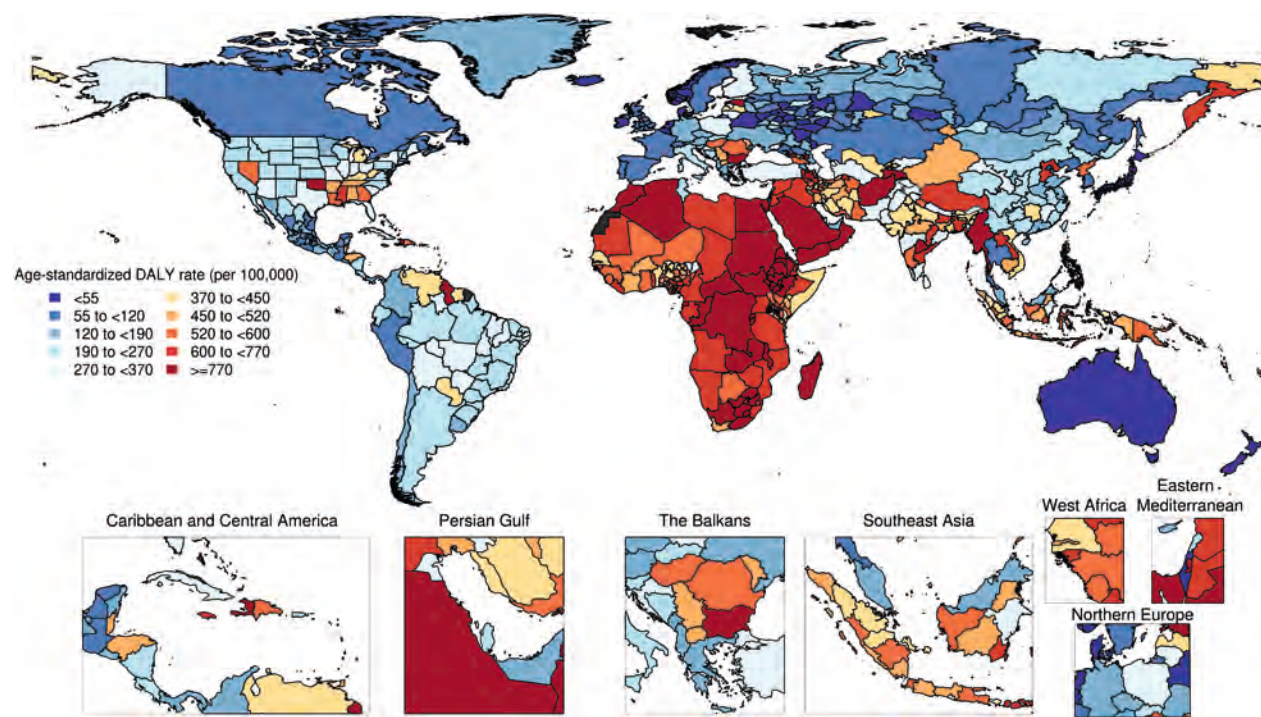 Age-standardized DALY rate (per 100,000)
<55
55 to <120
120 to <190
190 to <270
270 to <370
370 to <450
450 to <520
520 to <600
600 to <770
>=770
Caribbean and Central America
Persian Gulf
The Balkans
Southeast Asia
West Africa
Eastern
Mediterranean
Northern Europe